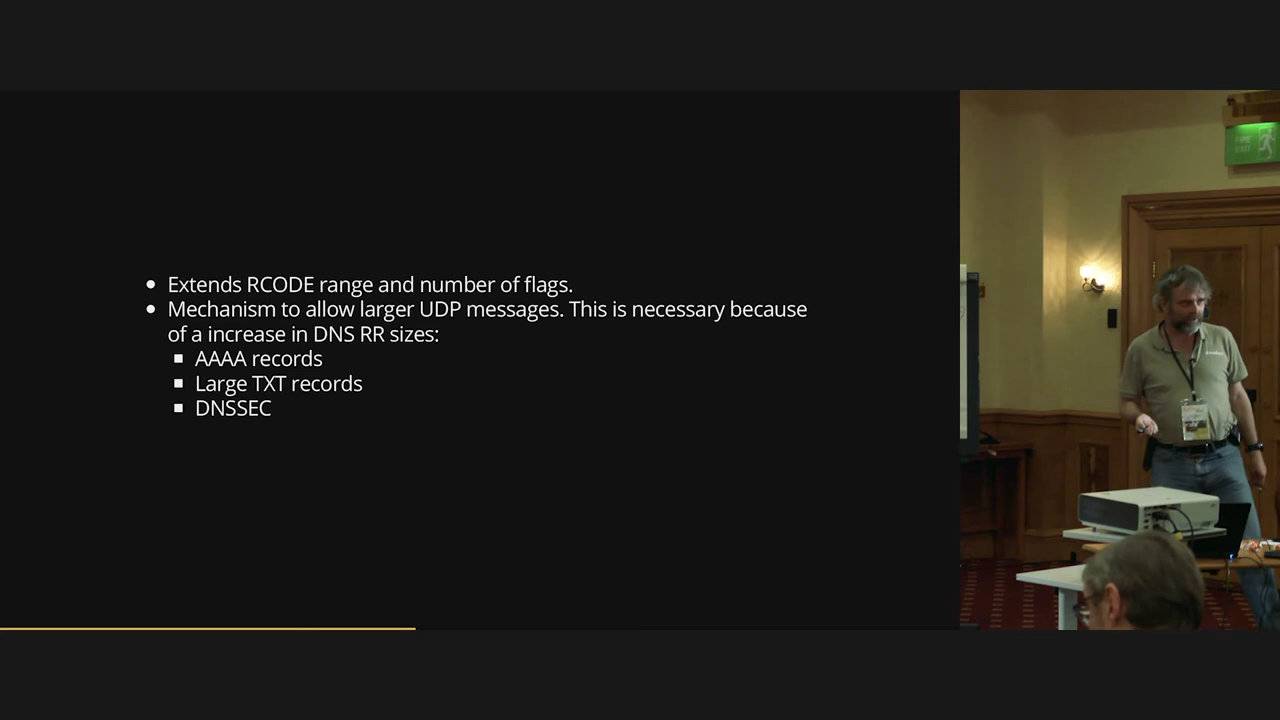 Extends RCODE range and number of flags.
Mechanism to allow larger UDP messages. This is necessary because
of a increase in DNS RR sizes:
AAAA records
Large TXT records
DNSSEC